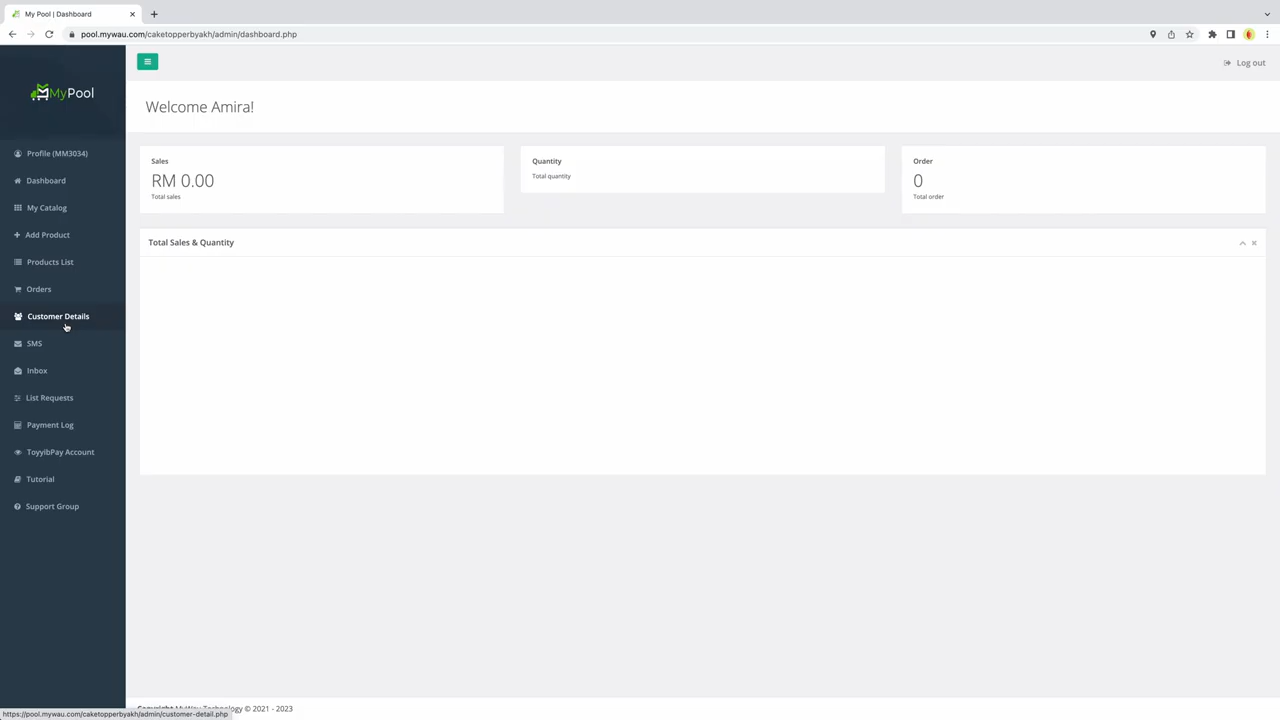 My Pool | Dashboard
pool.mywau.com/caketopperbyakh/admin/dashboard.php
MyPool
Log out
Welcome Amira!
Profile (MM3034)
Dashboard
My Catalog
Add Product
Products List
Orders
Customer Details
SMS
Inbox
List Requests
Payment Log
ToyyibPay Account
Tutorial
Support Group
Sales
RM 0.00
Total sales
Quantity
Total quantity
Order
0
Total order
Total Sales & Quantity
Copyright MyWay Technology © 2021 - 2023
https://pool.mywau.com/caketopperbyakh/admin/customer-detail.php